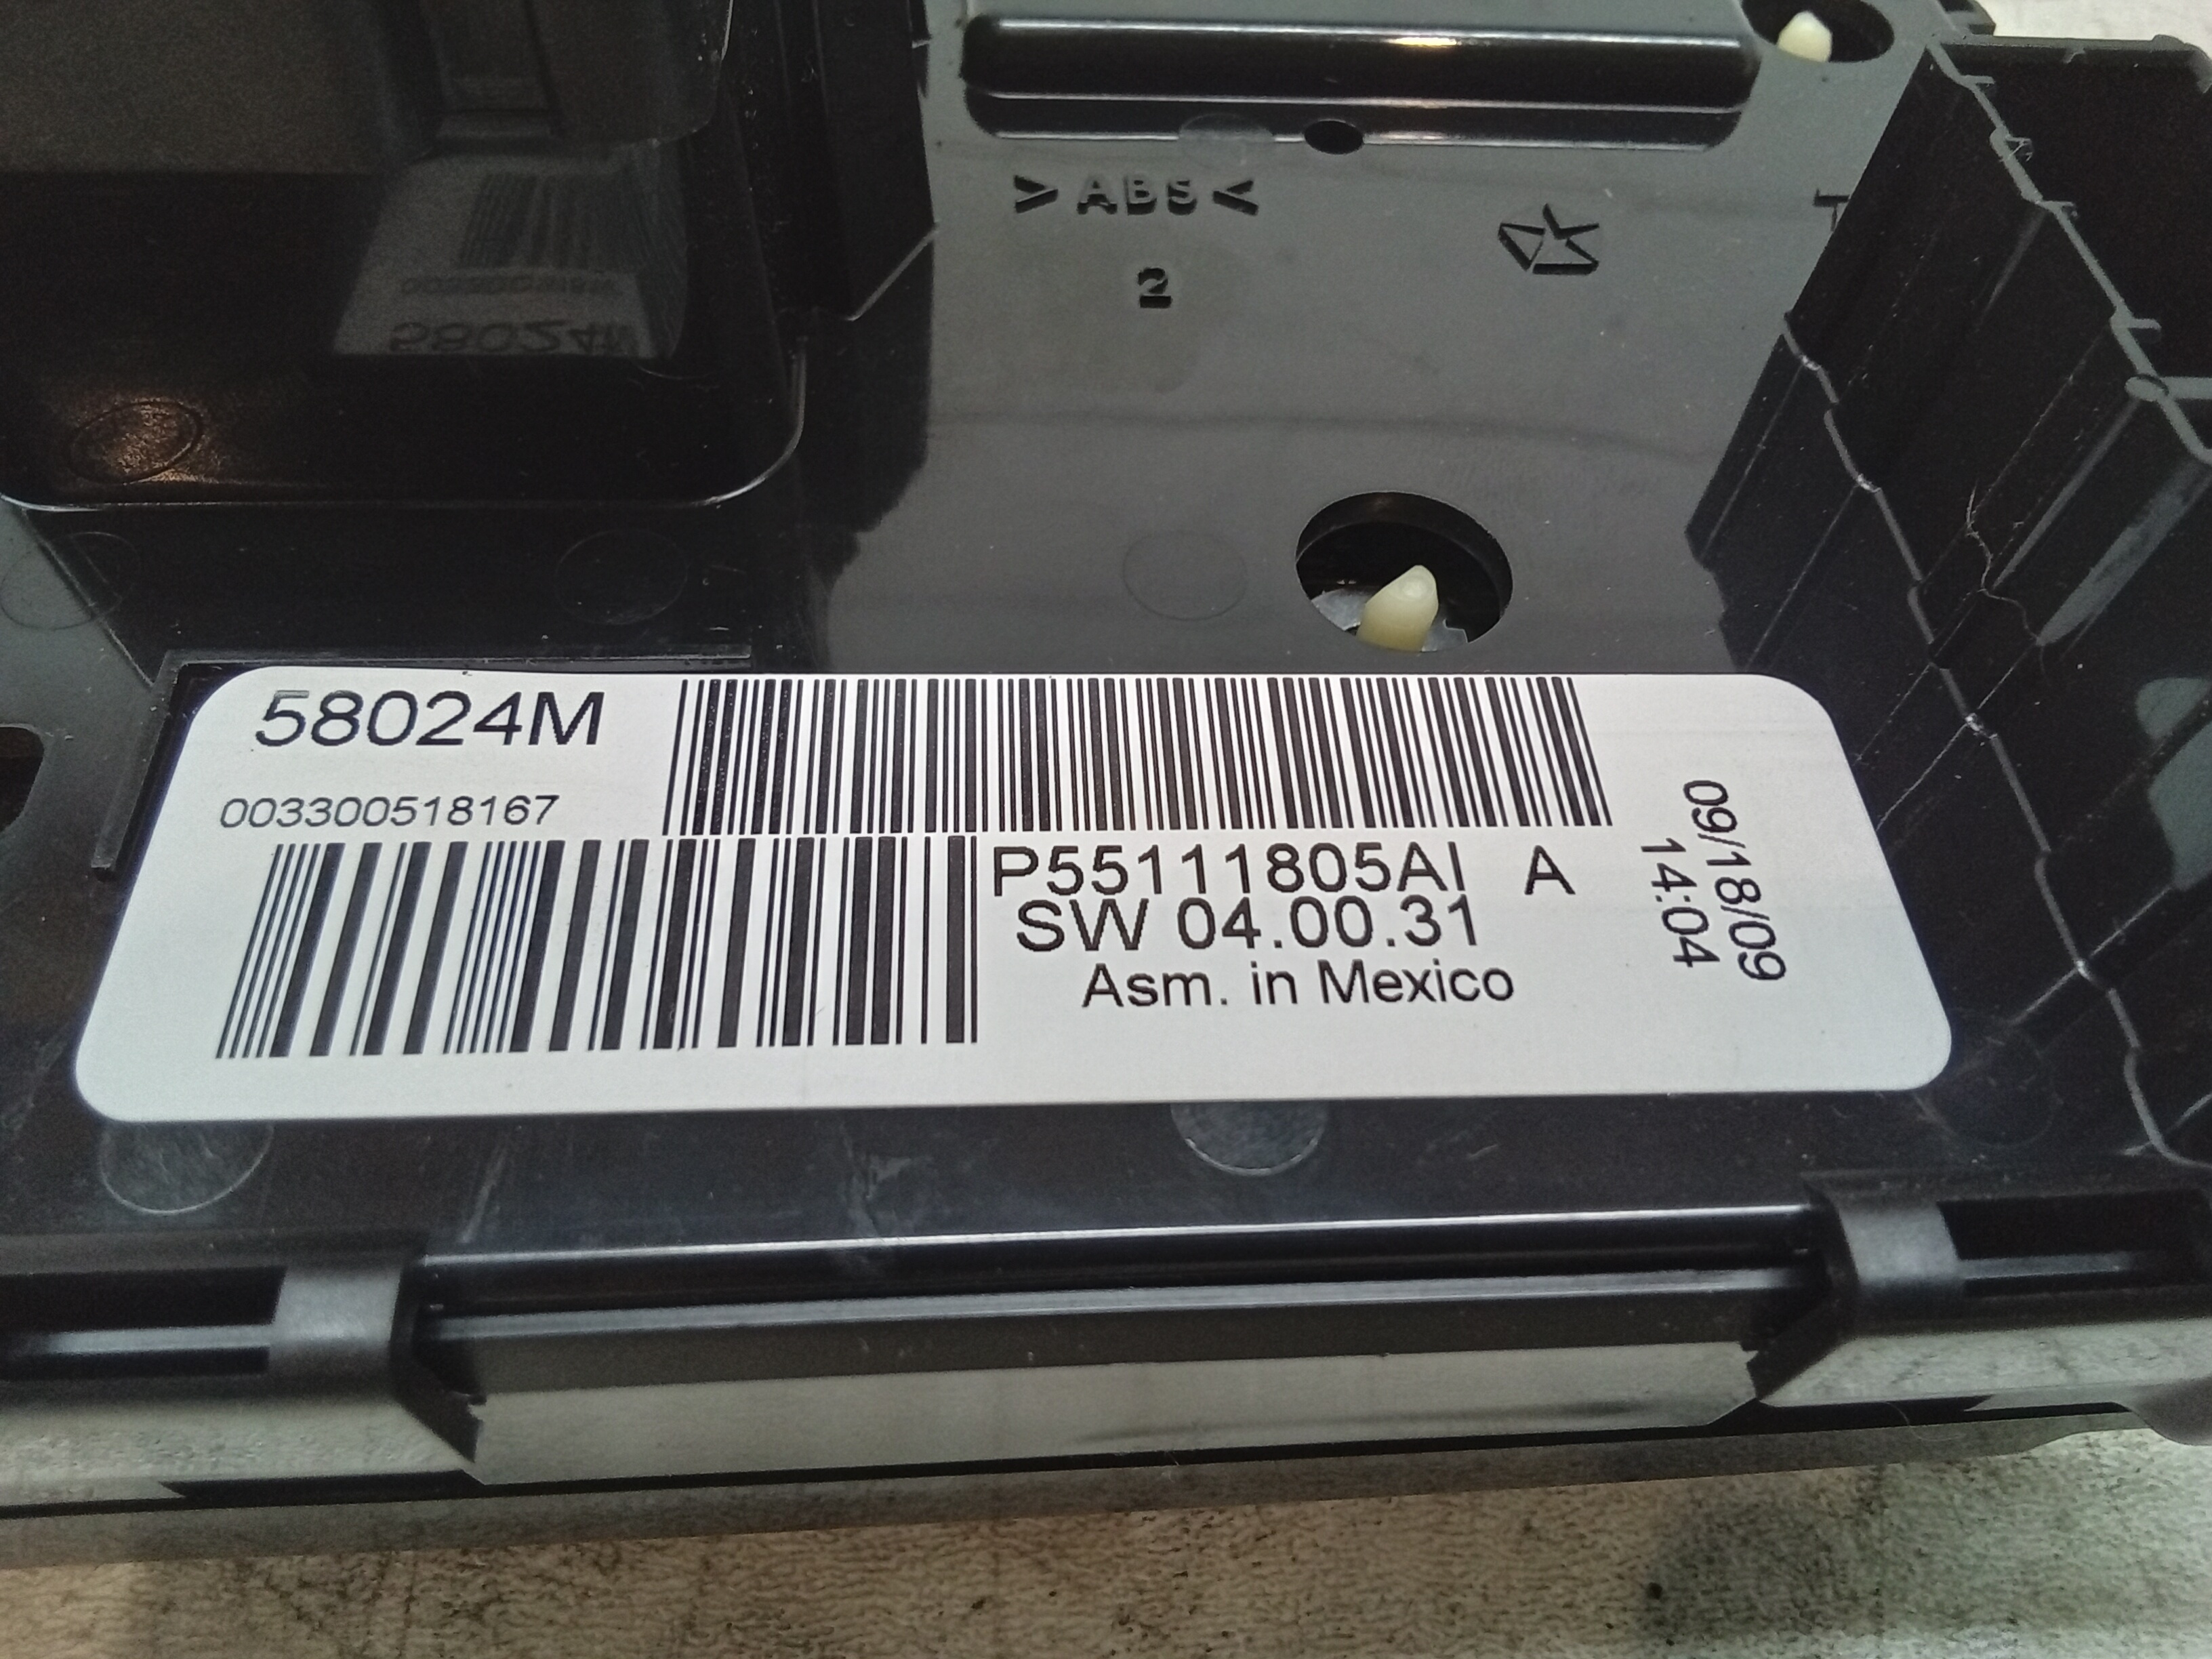 >ABS<
2
58024M
003300518167
P55111805AI A
SW 04.00.31
Asm. in Mexico
09/18/09
14:04